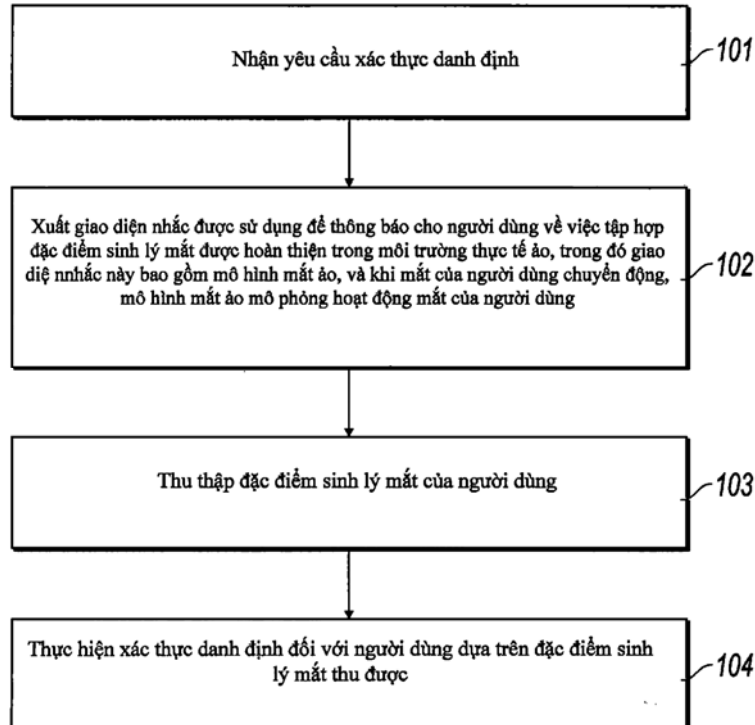 Nhận yêu cầu xác thực danh định
101
Xuất giao diện nhắc được sử dụng để thông báo cho người dùng về việc tập hợp
đặc điểm sinh lý mắt được hoàn thiện trong môi trường thực tế ảo, trong đó giao
diệ nnhắc này bao gồm mô hình mắt ảo, và khi mắt của người dùng chuyển động,
mô hình mắt ảo mô phỏng hoạt động mắt của người dùng
102
Thu thập đặc điểm sinh lý mắt của người dùng
103
Thực hiện xác thực danh định đối với người dùng dựa trên đặc điểm sinh
lý mắt thu được
104